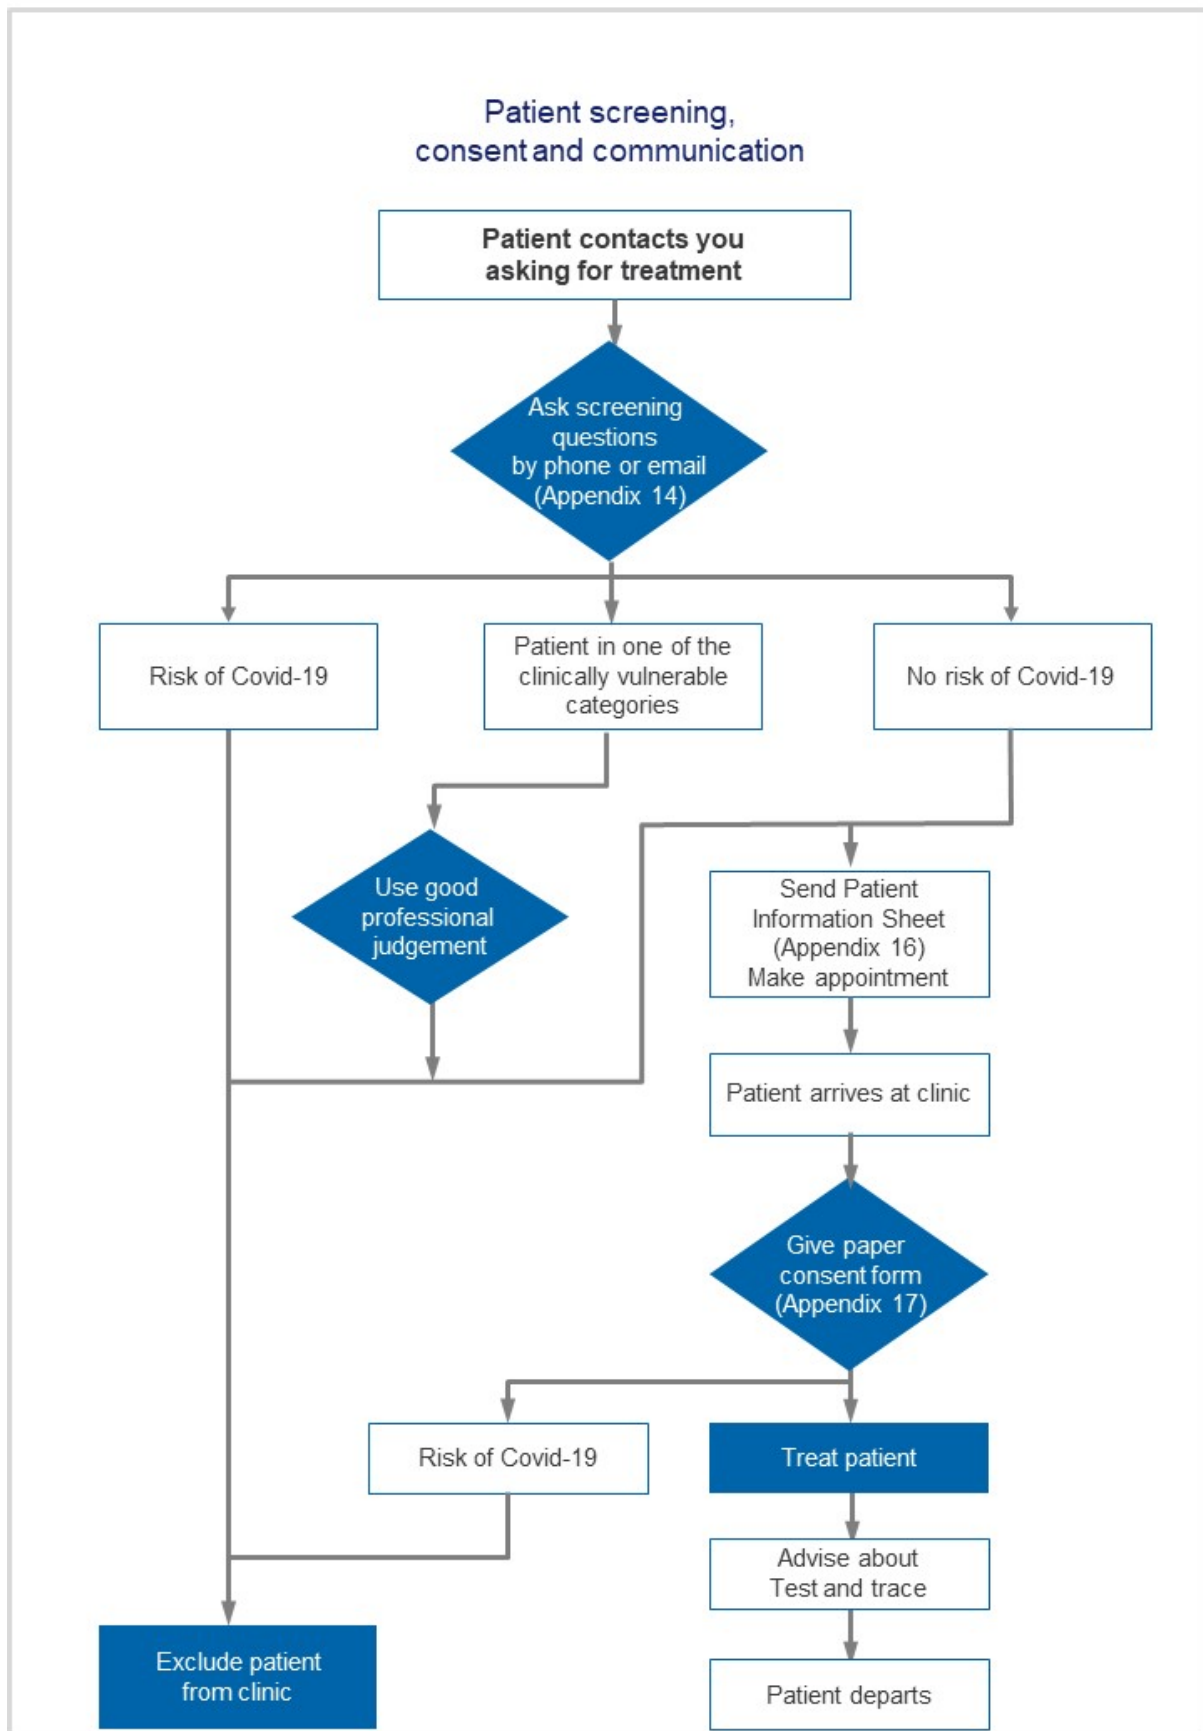 Patient screening,
consent and communication
Patient contacts you
asking for treatment
Ask screening
questions
by phone or email
(Appendix 14)
Risk of Covid-19
Patient in one of the
clinically vulnerable
categories
No risk of Covid-19
Use good
professional
judgement
Send Patient
Information Sheet
(Appendix 16)
Make appointment
Patient arrives at clinic
Give paper
consent form
(Appendix 17)
Risk of Covid-19
Treat patient
Advise about
Test and trace
Exclude patient
from clinic
Patient departs